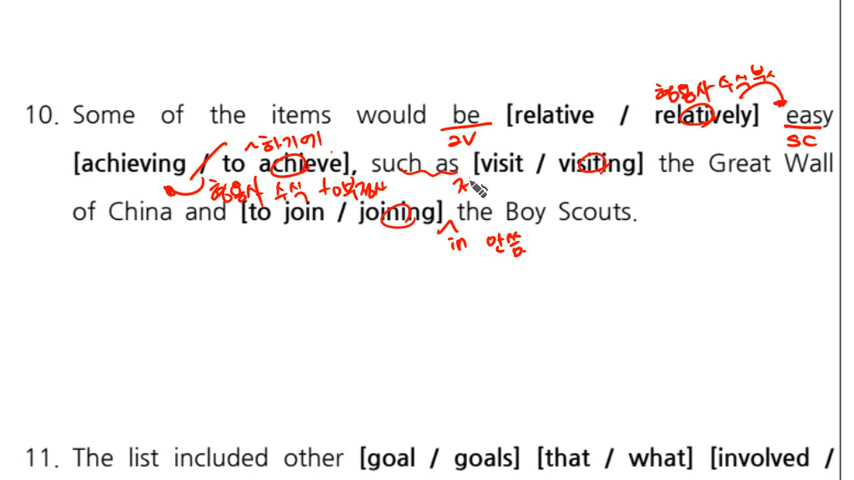 형용사 수식 부사
10. Some of the items would be [relative / relatively] easy
2V
SC
~하기에
[achieving / to achieve], such as [visit / visiting] the Great Wall
형용사 수식 to부정사
of China and [to join / joining] the Boy Scouts.
in 안씀
11. The list included other [goal / goals] [that / what] [involved /